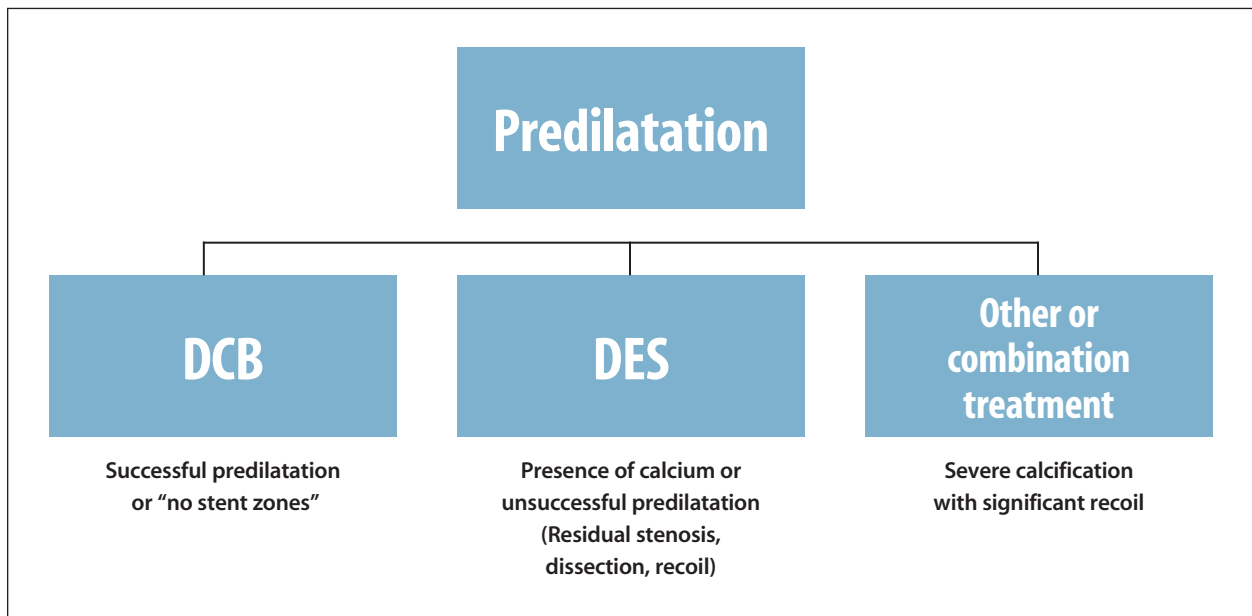 Predilatation
DCB
DES
Other or
combination
treatment
Successful predilatation
or “no stent zones”
Presence of calcium or
unsuccessful predilatation
(Residual stenosis,
dissection, recoil)
Severe calcification
with significant recoil